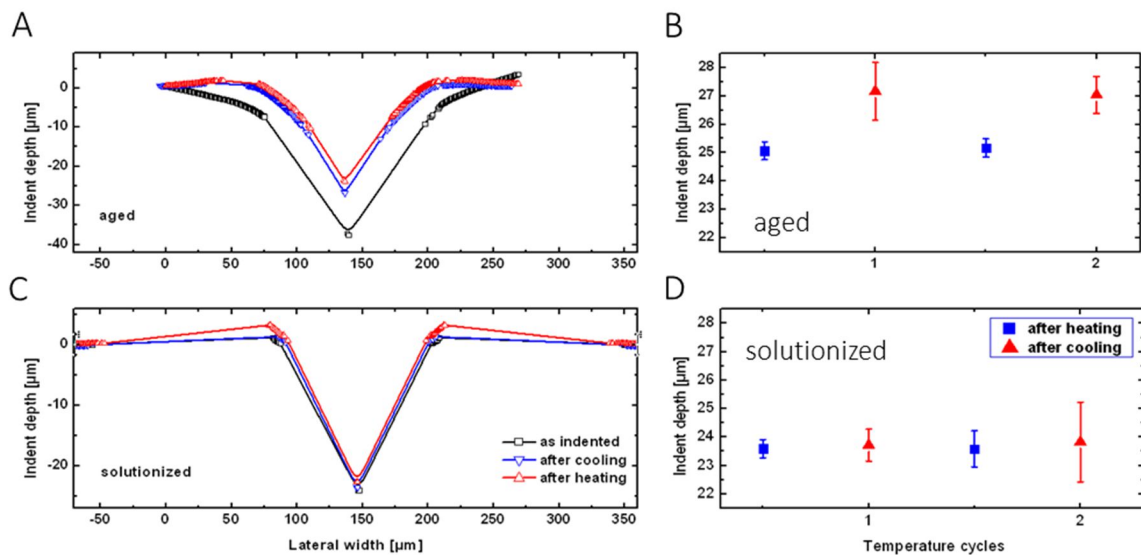 A
Indent depth [µm]
0
-10
-20
-30
-40
aged
-50 0 50 100 150 200 250 300 350
B
Indent depth [µm]
28
27
26
25
24
23
22
aged
1 2
C
Indent depth [µm]
0
-10
-20
solutionized
as indented
after cooling
after heating
-50 0 50 100 150 200 250 300 350
Lateral width [µm]
D
Indent depth [µm]
28
27
26
25
24
23
22
solutionized
after heating
after cooling
1 2
Temperature cycles